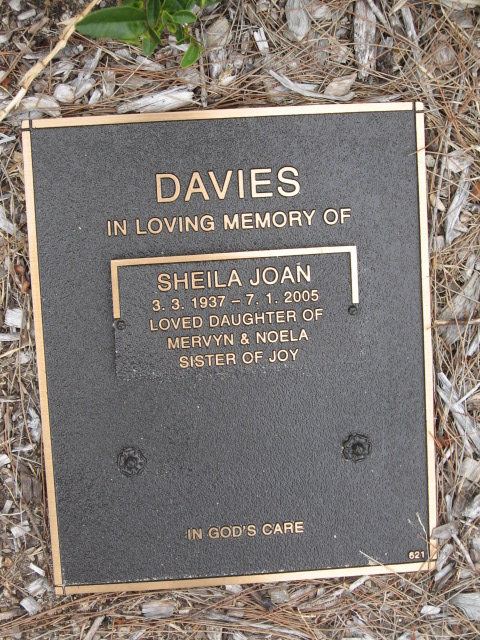 DAVIES
IN LOVING MEMORY OF
SHEILA JOAN
3. 3. 1937 – 7. 1. 2005
LOVED DAUGHTER OF
MERVYN & NOELA
SISTER OF JOY
IN GOD'S CARE
621